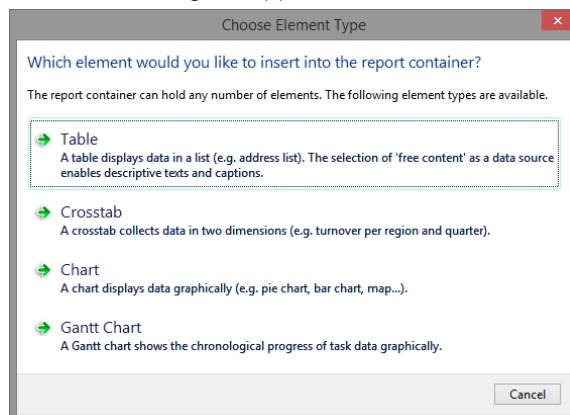 Choose Element Type
Which element would you like to insert into the report container?
The report container can hold any number of elements. The following element types are available.
Table
A table displays data in a list (e.g. address list). The selection of 'free content' as a data source
enables descriptive texts and captions.
Crosstab
A crosstab collects data in two dimensions (e.g. turnover per region and quarter).
Chart
A chart displays data graphically (e.g. pie chart, bar chart, map...).
Gantt Chart
A Gantt chart shows the chronological progress of task data graphically.
Cancel